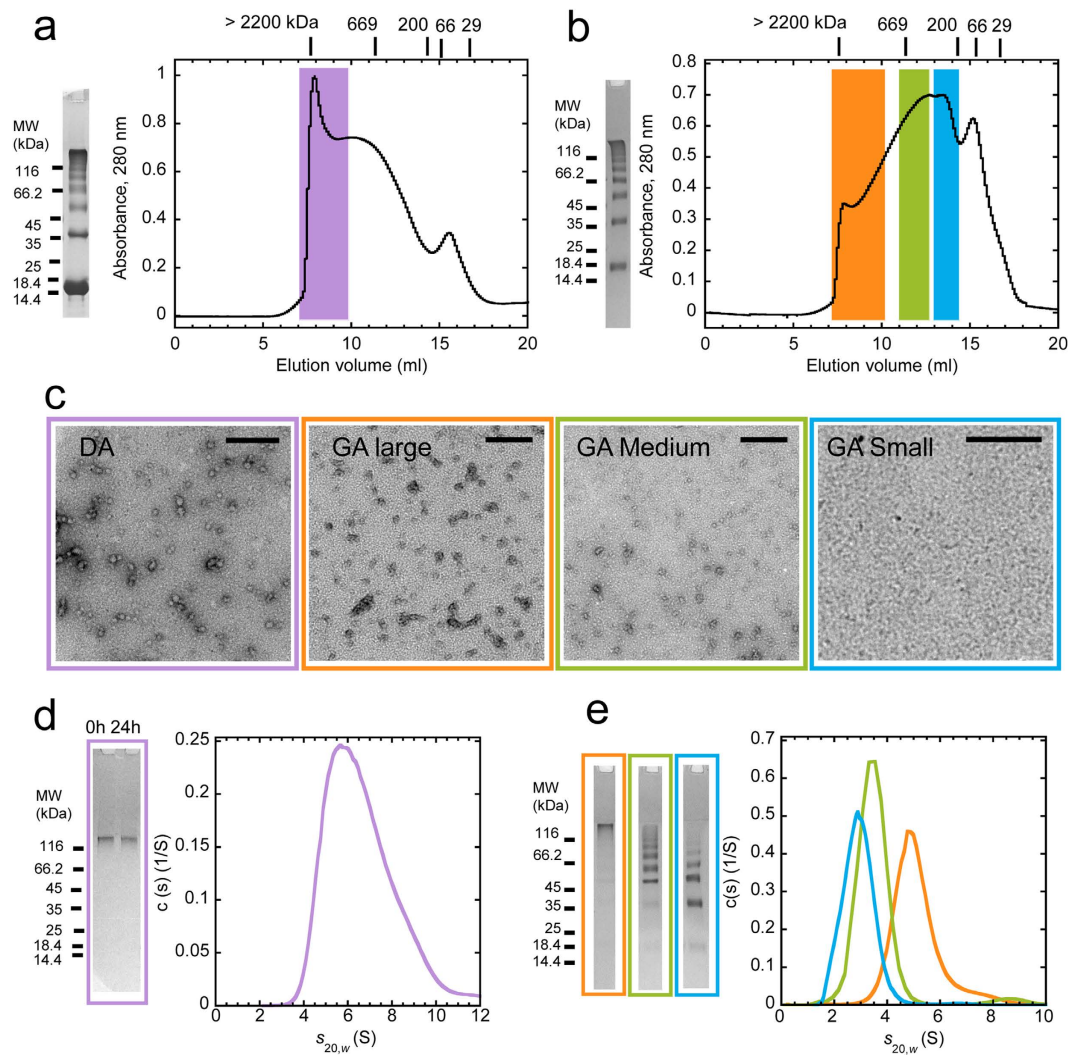 a
> 2200 kDa 669 200 66 29
MW
(kDa)
116
66.2
45
35
25
18.4
14.4
Absorbance, 280 nm
1
0.8
0.6
0.4
0.2
0
0 5 10 15 20
Elution volume (ml)
b
> 2200 kDa 669 200 66 29
MW
(kDa)
116
66.2
45
35
25
18.4
14.4
Absorbance, 280 nm
0.8
0.7
0.6
0.5
0.4
0.3
0.2
0.1
0
0 5 10 15 20
Elution volume (ml)
c
DA
GA large
GA Medium
GA Small
d
0h 24h
MW
(kDa)
116
66.2
45
35
25
18.4
14.4
c (s) (1/S)
0.25
0.2
0.15
0.1
0.05
0
0 2 4 6 8 10 12
s20,w (S)
e
MW
(kDa)
116
66.2
45
35
25
18.4
14.4
c(s) (1/S)
0.7
0.6
0.5
0.4
0.3
0.2
0.1
0
0 2 4 6 8 10
s20,w (S)